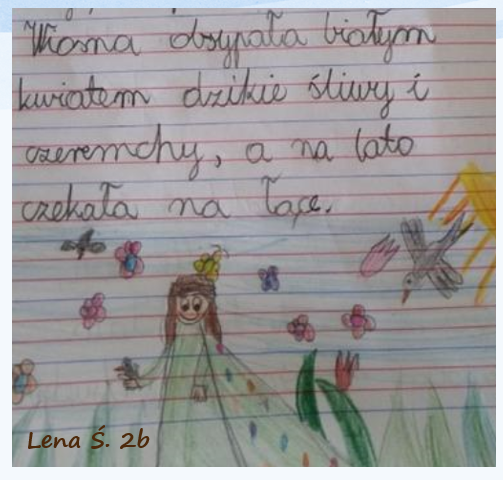 Wiosna obsypała białym
kwiatem dzikie śliwy i
czeremchy, a na lato
czekała na łące.
Lena Ś. 2b